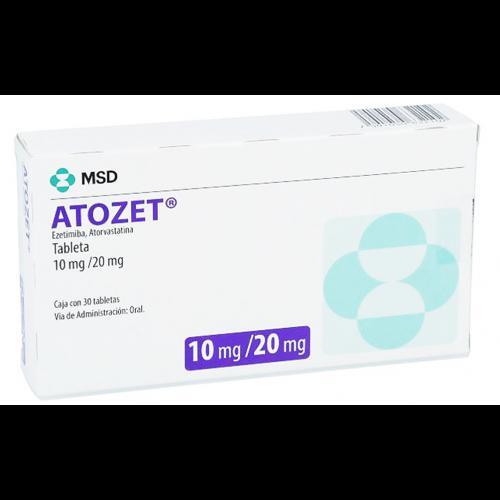 MSD
ATOZET®
Ezetimiba, Atorvastatina
Tableta
10 mg /20 mg
Caja con 30 tabletas
Vía de Administración: Oral.
10 mg /20 mg
ATOZET®